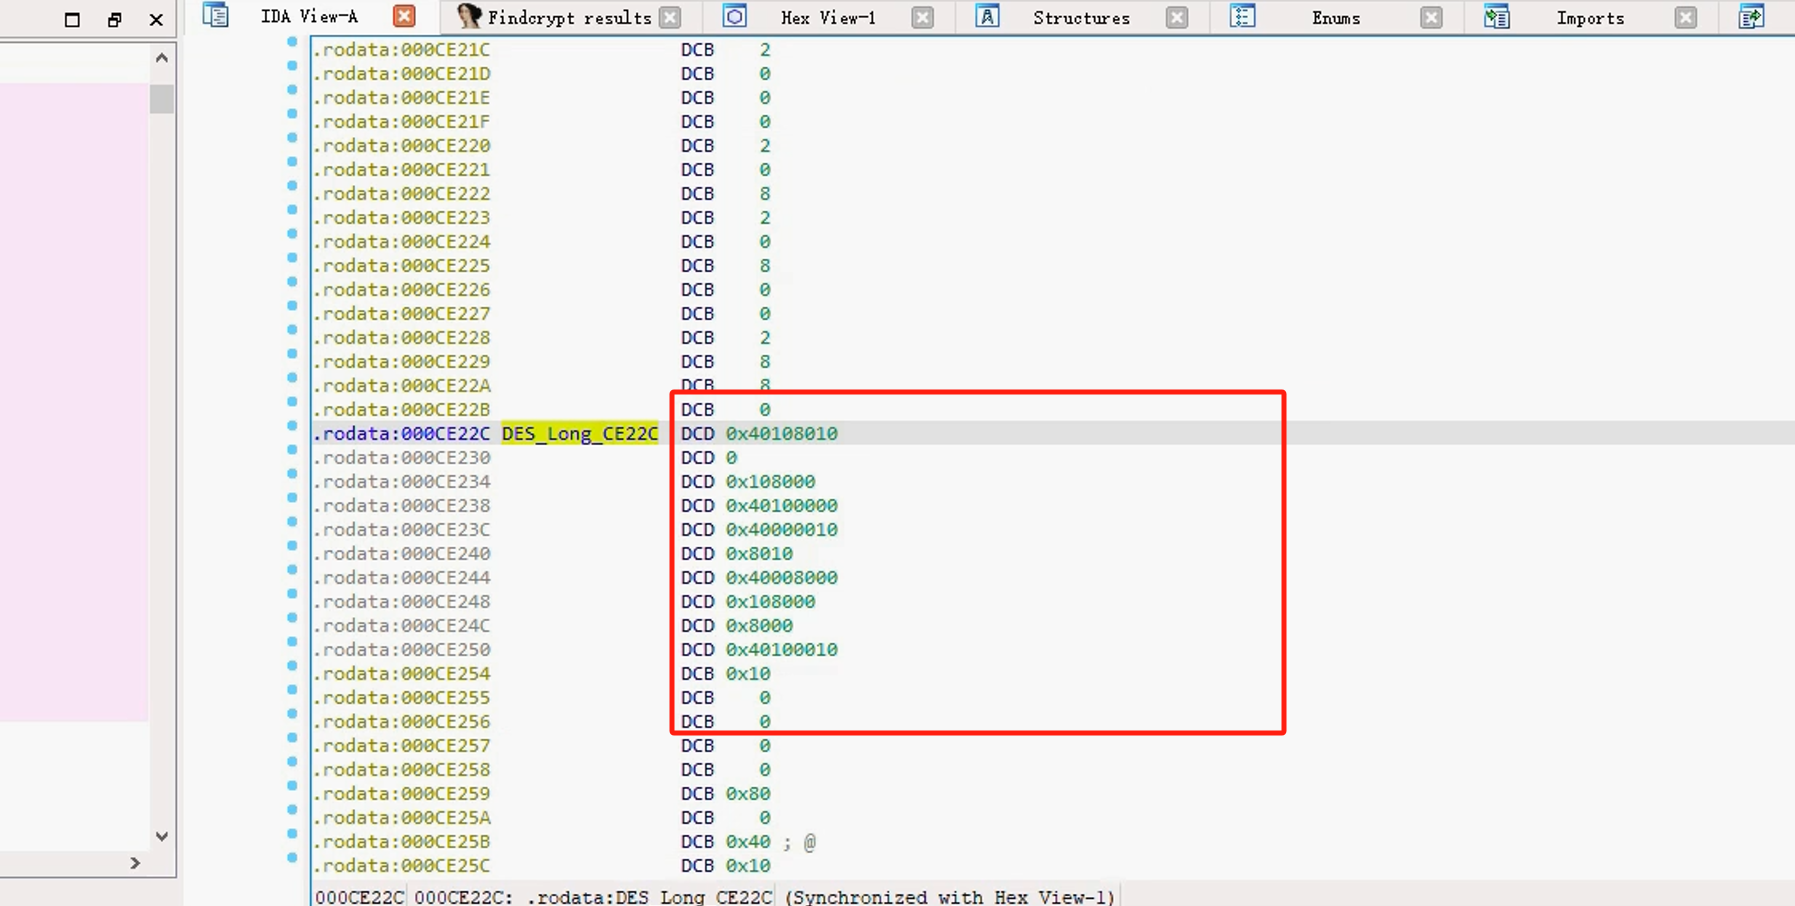 IDA View-A Findcrypt results Hex View-1 Structures Enums Imports
.rodata:000CE21C DCB 2
.rodata:000CE21D DCB 0
.rodata:000CE21E DCB 0
.rodata:000CE21F DCB 0
.rodata:000CE220 DCB 2
.rodata:000CE221 DCB 0
.rodata:000CE222 DCB 8
.rodata:000CE223 DCB 2
.rodata:000CE224 DCB 0
.rodata:000CE225 DCB 8
.rodata:000CE226 DCB 0
.rodata:000CE227 DCB 0
.rodata:000CE228 DCB 2
.rodata:000CE229 DCB 8
.rodata:000CE22A DCB 8
.rodata:000CE22B DCB 0
.rodata:000CE22C DES_Long_CE22C DCD 0x40108010
.rodata:000CE230 DCD 0
.rodata:000CE234 DCD 0x108000
.rodata:000CE238 DCD 0x40100000
.rodata:000CE23C DCD 0x40000010
.rodata:000CE240 DCD 0x8010
.rodata:000CE244 DCD 0x40008000
.rodata:000CE248 DCD 0x108000
.rodata:000CE24C DCD 0x8000
.rodata:000CE250 DCD 0x40100010
.rodata:000CE254 DCB 0x10
.rodata:000CE255 DCB 0
.rodata:000CE256 DCB 0
.rodata:000CE257 DCB 0
.rodata:000CE258 DCB 0
.rodata:000CE259 DCB 0x80
.rodata:000CE25A DCB 0
.rodata:000CE25B DCB 0x40 ; @
.rodata:000CE25C DCB 0x10
000CE22C 000CE22C: .rodata:DES_Long_CE22C (Synchronized with Hex View-1)